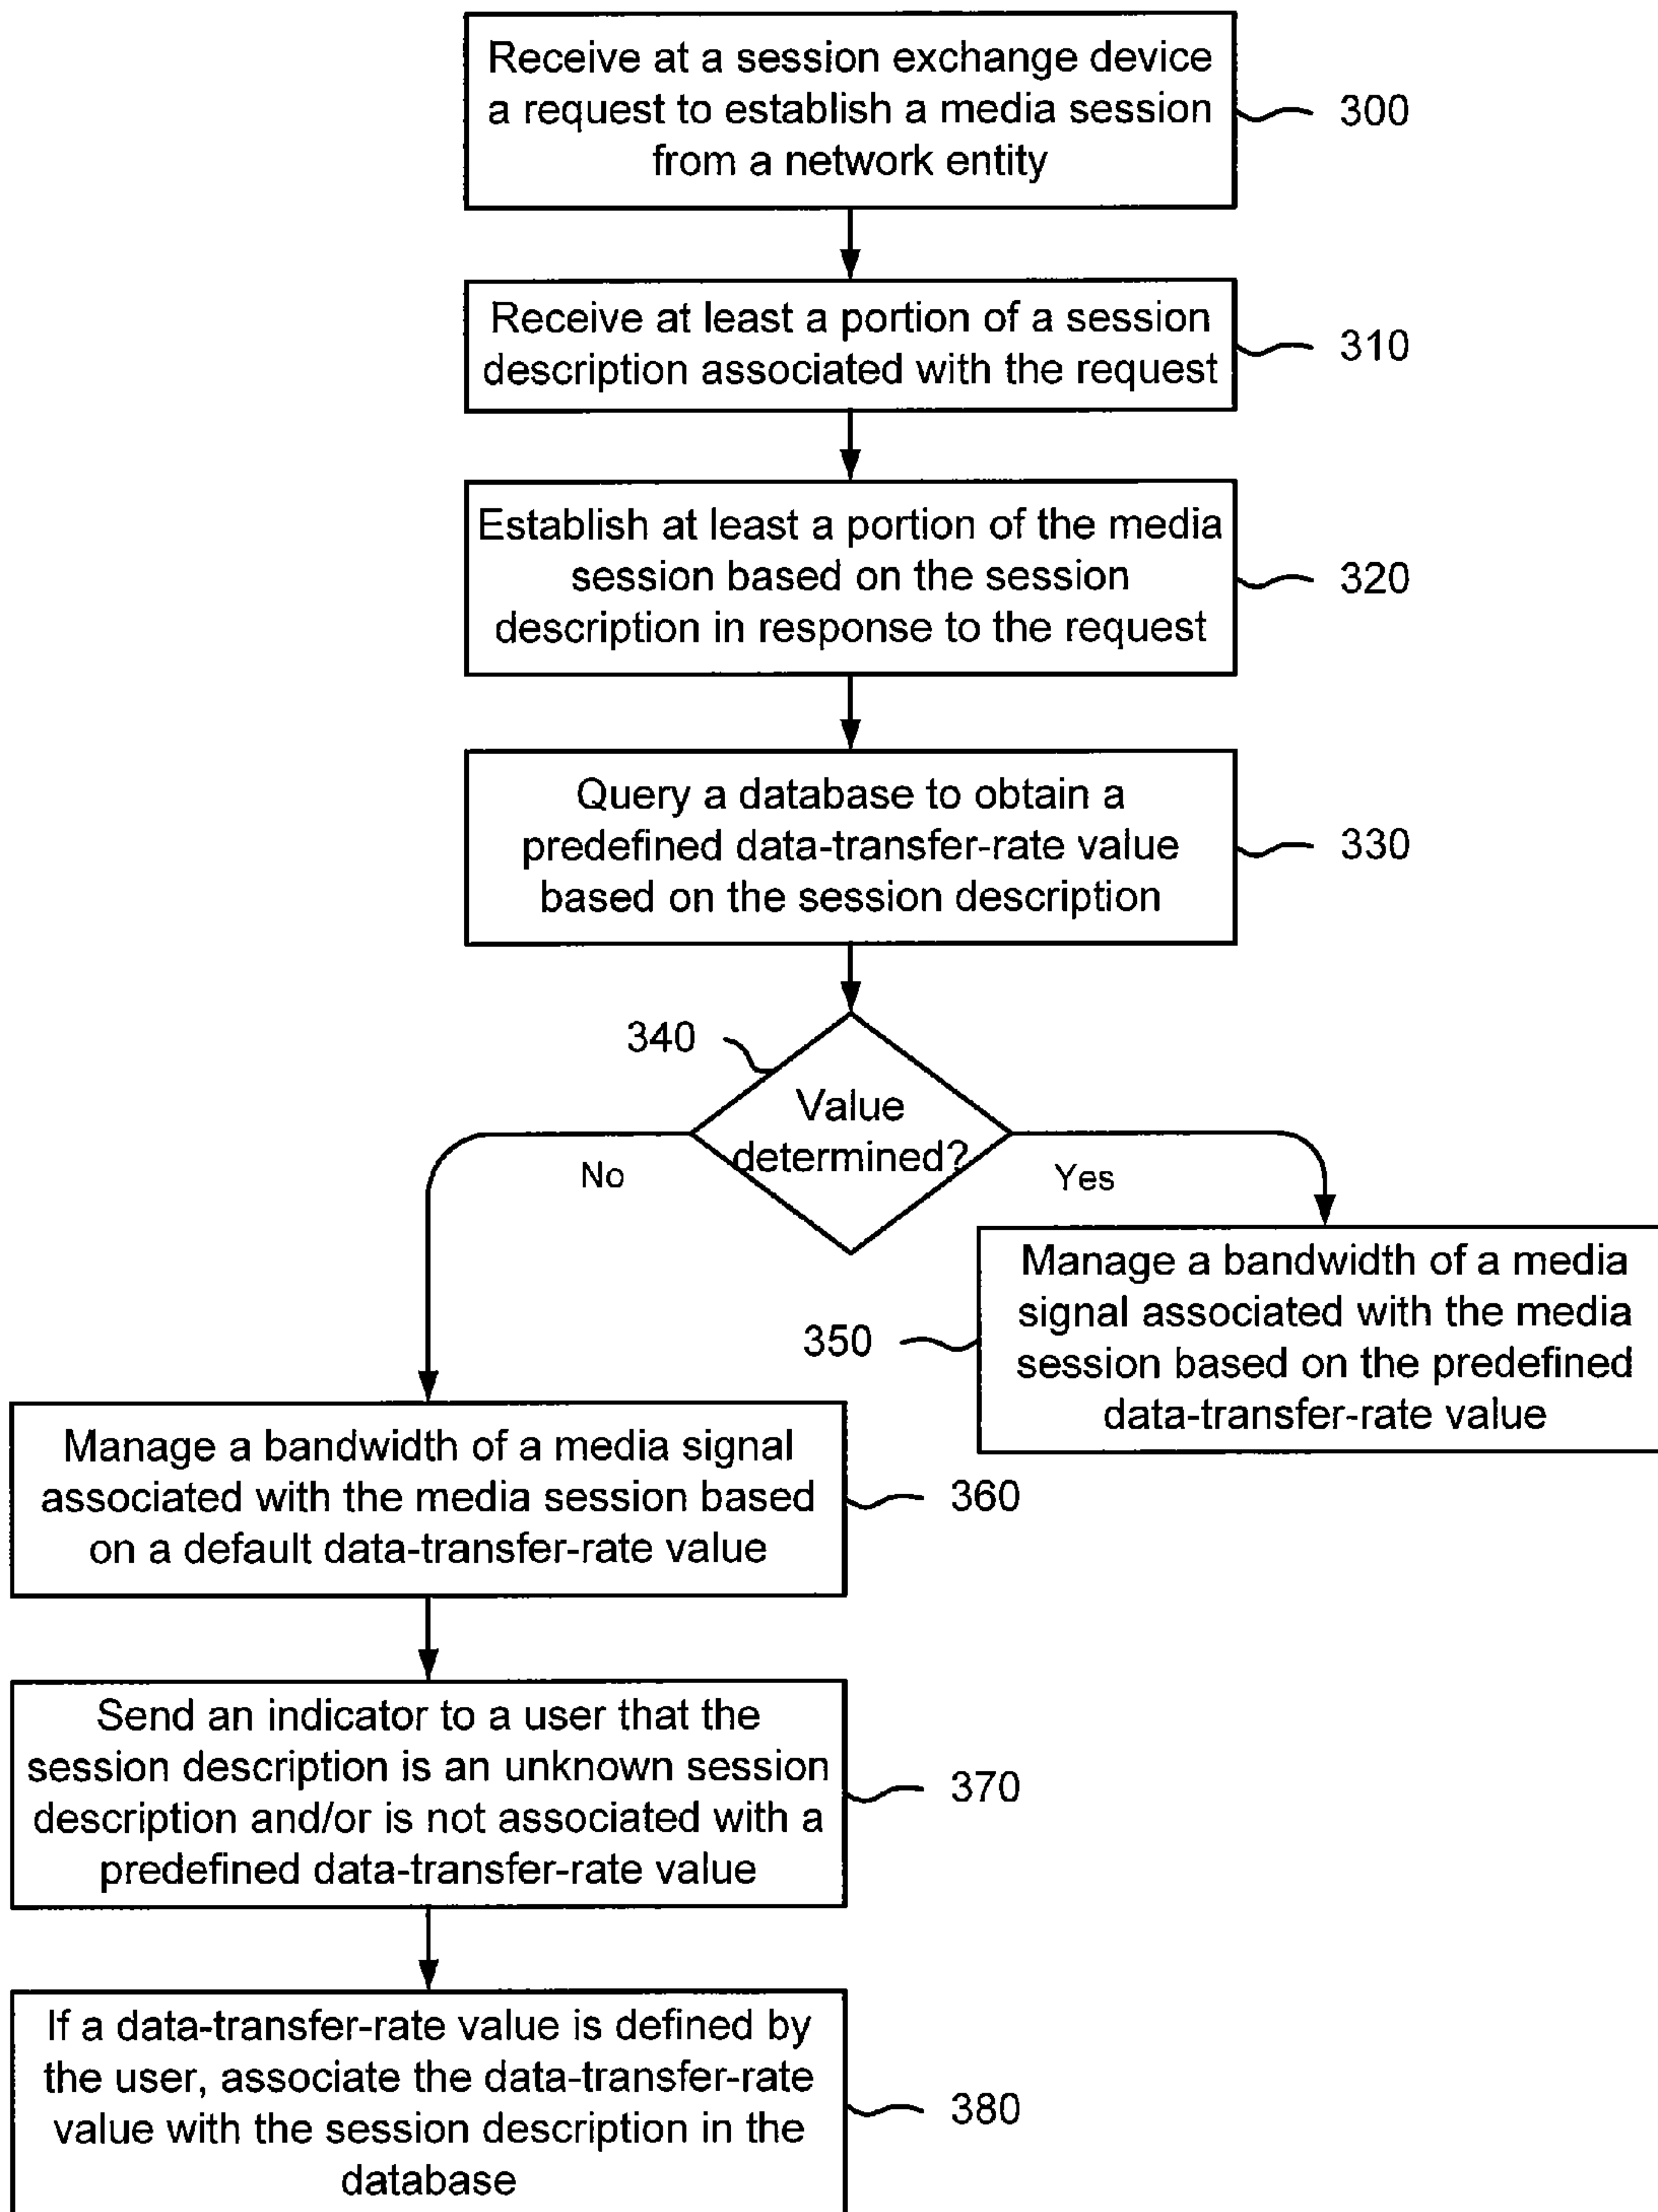 Receive at a session exchange device
a request to establish a media session
from a network entity
300
Receive at least a portion of a session
description associated with the request
310
Establish at least a portion of the media
session based on the session
description in response to the request
320
Query a database to obtain a
predefined data-transfer-rate value
based on the session description
330
340
Value
determined?
No
Yes
Manage a bandwidth of a media
signal associated with the media
session based on the predefined
data-transfer-rate value
350
Manage a bandwidth of a media signal
associated with the media session based
on a default data-transfer-rate value
360
Send an indicator to a user that the
session description is an unknown session
description and/or is not associated with a
predefined data-transfer-rate value
370
If a data-transfer-rate value is defined by
the user, associate the data-transfer-rate
value with the session description in the
database
380